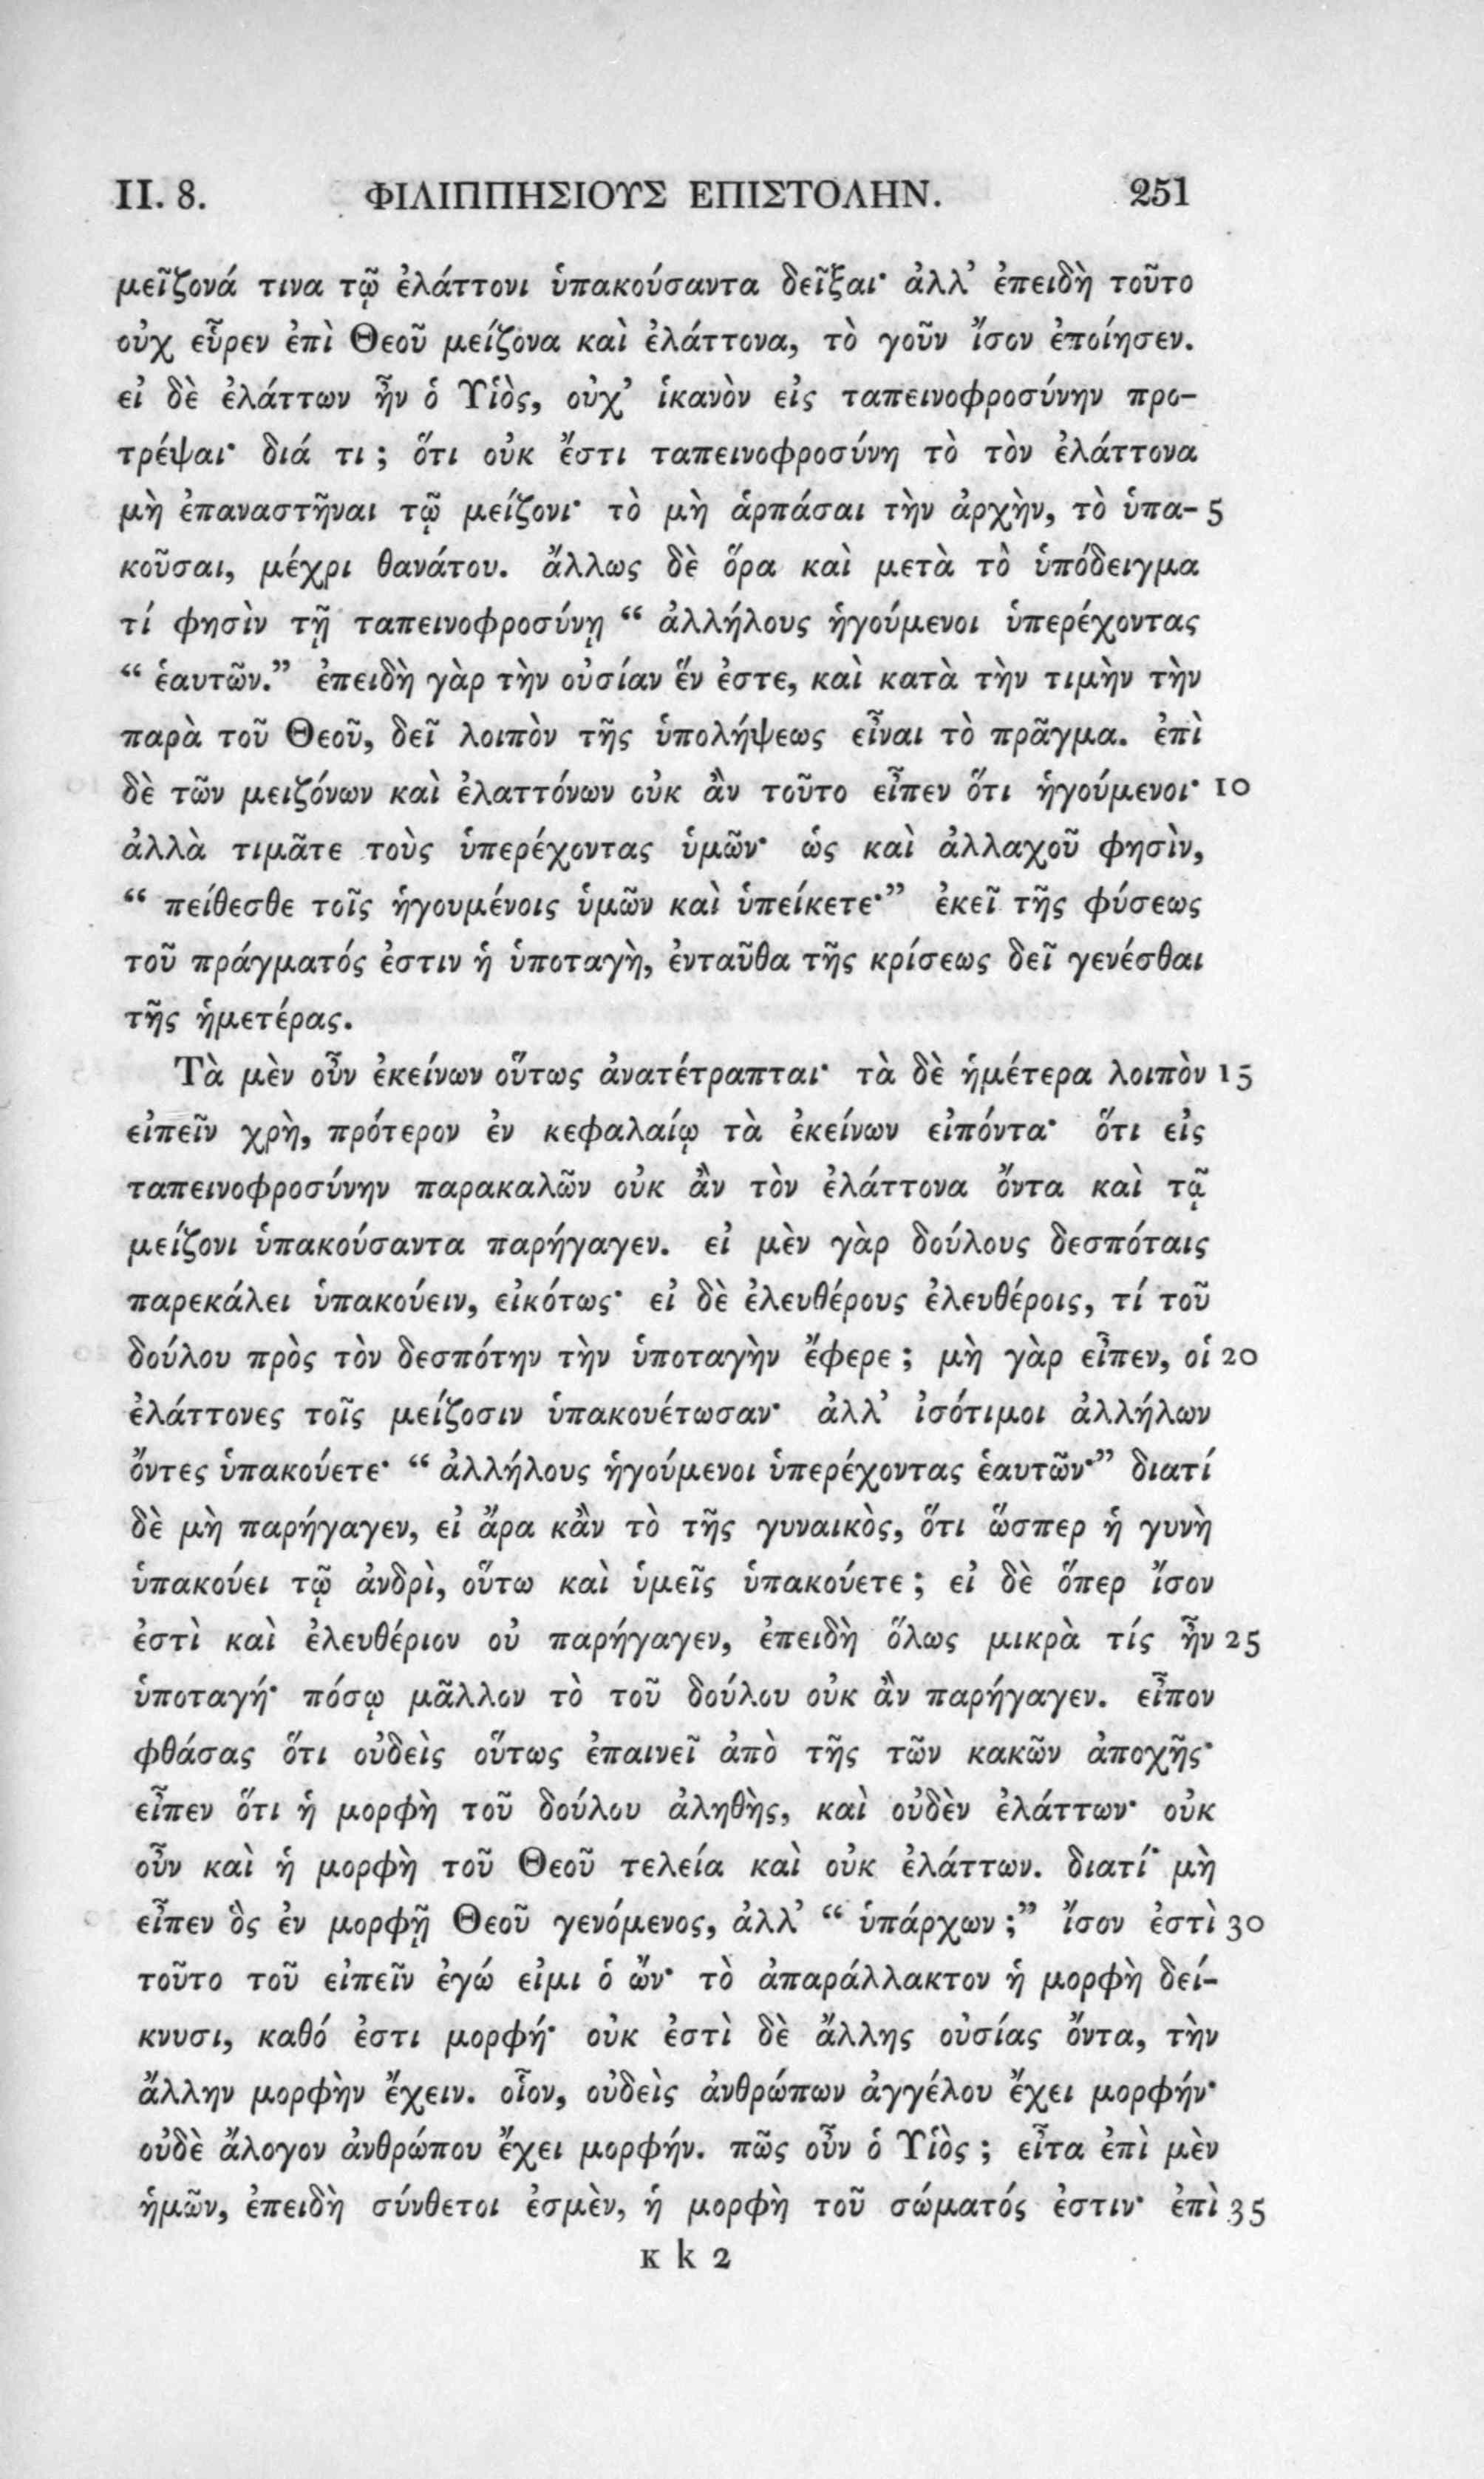 II. 8. ΦΙΛΙΠΠΗΣΙΟΥΣ ΕΠΙΣΤΟΛΗΝ. 251
μεῖζονά τινα τῷ ἐλάττονι ὑπακούσαντα δεῖξαι· ἀλλ’ ἐπειδὴ τοῦτο
οὐχ εὗρεν ἐπὶ Θεοῦ μείζονα καὶ ἐλάττονα, τὸ γοῦν ἴσον ἐποίησεν.
εἰ δὲ ἐλάττων ἦν ὁ Υἱὸς, οὐχ’ ἱκανὸν εἰς ταπεινοφροσύνην προ-
τρέψαι· διά τι ; ὅτι οὐκ ἔστι ταπεινοφροσύνη τὸ τὸν ἐλάττονα
μὴ ἐπαναστῆναι τῷ μείζονι· τὸ μὴ ἁρπάσαι τὴν ἀρχὴν, τὸ ὑπα- 5
κοῦσαι, μέχρι θανάτου. ἄλλως δὲ ὅρα καὶ μετὰ τὸ ὑπόδειγμα
τί φησὶν τῇ ταπεινοφροσύνῃ “ ἀλλήλους ἡγούμενοι ὑπερέχοντας
“ ἑαυτῶν.” ἐπειδὴ γὰρ τὴν οὐσίαν ἕν ἐστε, καὶ κατὰ τὴν τιμὴν τὴν
παρὰ τοῦ Θεοῦ, δεῖ λοιπὸν τῆς ὑπολήψεως εἶναι τὸ πρᾶγμα. ἐπὶ
δὲ τῶν μειζόνων καὶ ἐλαττόνων οὐκ ἂν τοῦτο εἶπεν ὅτι ἡγούμενοι· 10
ἀλλὰ τιμᾶτε τοὺς ὑπερέχοντας ὑμῶν· ὡς καὶ ἀλλαχοῦ φησὶν,
“ πείθεσθε τοῖς ἡγουμένοις ὑμῶν καὶ ὑπείκετε·” ἐκεῖ τῆς φύσεως
τοῦ πράγματός ἐστιν ἡ ὑποταγὴ, ἐνταῦθα τῆς κρίσεως δεῖ γενέσθαι
τῆς ἡμετέρας.
Τὰ μὲν οὖν ἐκείνων οὕτως ἀνατέτραπται· τὰ δὲ ἡμέτερα λοιπὸν 15
εἰπεῖν χρὴ, πρότερον ἐν κεφαλαίῳ τὰ ἐκείνων εἰπόντα· ὅτι εἰς
ταπεινοφροσύνην παρακαλῶν οὐκ ἂν τὸν ἐλάττονα ὄντα καὶ τᾷ
μείζονι ὑπακούσαντα παρήγαγεν. εἰ μὲν γὰρ δούλους δεσπόταις
παρεκάλει ὑπακούειν, εἰκότως· εἰ δὲ ἐλευθέρους ἐλευθέροις, τί τοῦ
δούλου πρὸς τὸν δεσπότην τὴν ὑποταγὴν ἔφερε ; μὴ γὰρ εἶπεν, οἱ 20
ἐλάττονες τοῖς μείζοσιν ὑπακουέτωσαν· ἀλλ’ ἰσότιμοι ἀλλήλων
ὄντες ὑπακούετε· “ ἀλλήλους ἡγούμενοι ὑπερέχοντας ἑαυτῶν·” διατί
δὲ μὴ παρήγαγεν, εἰ ἄρα κἂν τὸ τῆς γυναικὸς, ὅτι ὥσπερ ἡ γυνὴ
ὑπακούει τῷ ἀνδρὶ, οὕτω καὶ ὑμεῖς ὑπακούετε ; εἰ δὲ ὅπερ ἴσον
ἐστὶ καὶ ἐλευθέριον οὐ παρήγαγεν, ἐπειδὴ ὅλως μικρὰ τίς ἦν 25
ὑποταγή· πόσῳ μᾶλλον τὸ τοῦ δούλου οὐκ ἂν παρήγαγεν. εἶπον
φθάσας ὅτι οὐδεὶς οὕτως ἐπαινεῖ ἀπὸ τῆς τῶν κακῶν ἀποχῆς·
εἶπεν ὅτι ἡ μορφὴ τοῦ δούλου ἀληθὴς, καὶ οὐδὲν ἐλάττων· οὐκ
οὖν καὶ ἡ μορφὴ τοῦ Θεοῦ τελεία καὶ οὐκ ἐλάττων. διατί· μὴ
εἶπεν ὃς ἐν μορφῇ Θεοῦ γενόμενος, ἀλλ’ “ ὑπάρχων ;” ἴσον ἐστὶ 30
τοῦτο τοῦ εἰπεῖν ἐγώ εἰμι ὁ ὤν· τὸ ἀπαράλλακτον ἡ μορφὴ δεί-
κνυσι, καθό ἐστι μορφή· οὐκ ἐστὶ δὲ ἄλλης οὐσίας ὄντα, τὴν
ἄλλην μορφὴν ἔχειν. οἷον, οὐδεὶς ἀνθρώπων ἀγγέλου ἔχει μορφήν·
οὐδὲ ἄλογον ἀνθρώπου ἔχει μορφήν. πῶς οὖν ὁ Υἱὸς ; εἶτα ἐπὶ μὲν
ἡμῶν, ἐπειδὴ σύνθετοι ἐσμὲν, ἡ μορφὴ τοῦ σώματός ἐστιν· ἐπὶ 35
K k 2